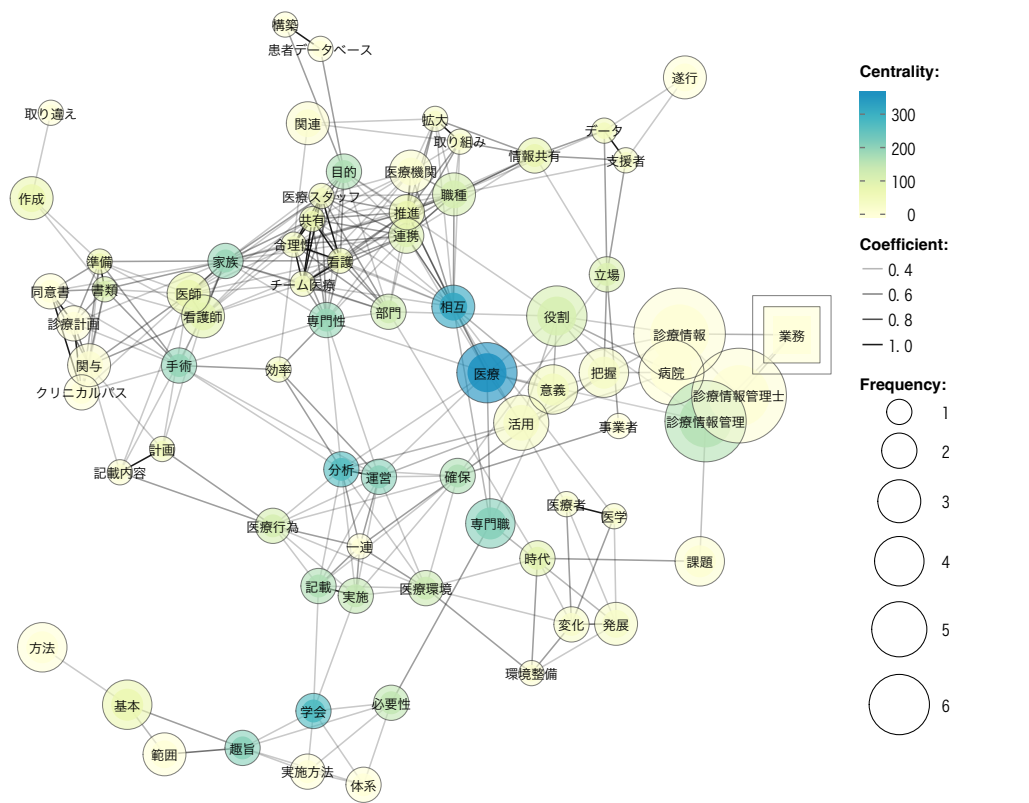 構築
患者データベース
Centrality:
300
200
100
0
Coefficient:
0.4
0.6
0.8
1.0
Frequency:
1
2
3
4
5
6
遂行
取り違え
関連
拡大
取り組み
データ
情報共有
支援者
目的
医療機関
医療スタッフ
職種
作成
共有
推進
合理性
連携
準備
家族
看護
立場
同意書
書類
医師
チーム医療
相互
部門
看護師
専門性
役割
診療計画
診療情報
業務
関与
手術
効率
医療
把握
病院
クリニカルパス
意義
診療情報管理士
活用
事業者
診療情報管理
計画
記載内容
分析
運営
確保
医療者
医学
医療行為
専門職
一連
時代
課題
記載
実施
医療環境
変化
発展
方法
環境整備
基本
学会
必要性
範囲
趣旨
実施方法
体系